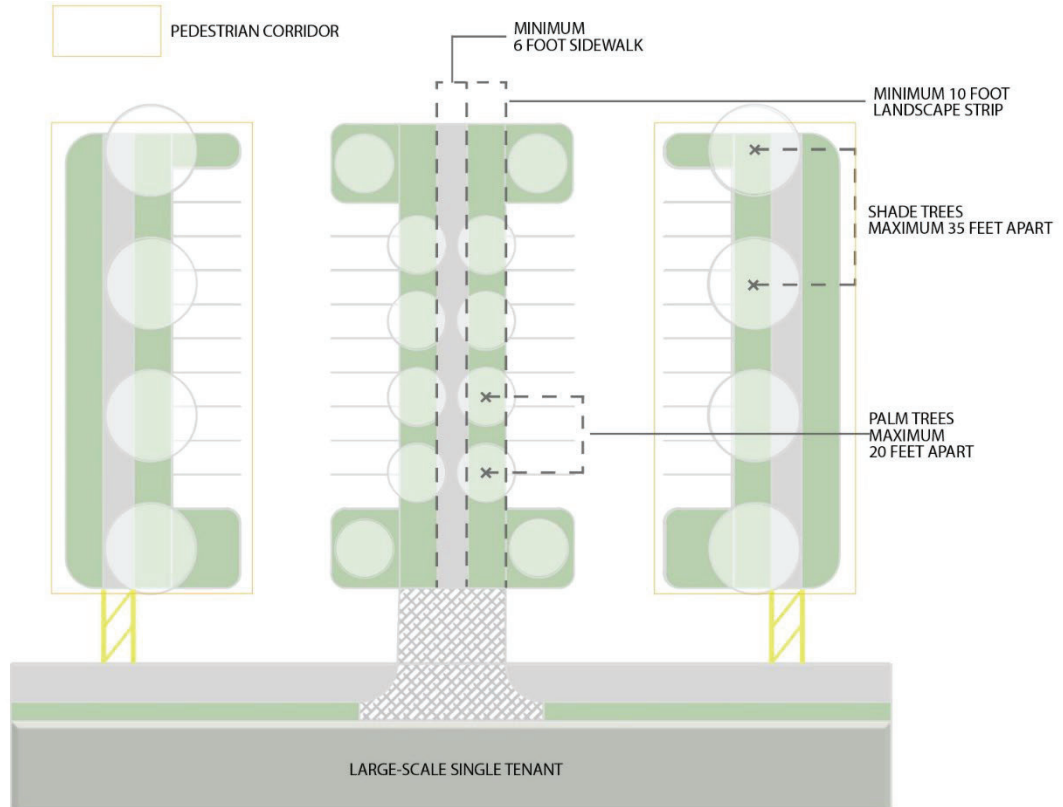 PEDESTRIAN CORRIDOR
MINIMUM
6 FOOT SIDEWALK
MINIMUM 10 FOOT
LANDSCAPE STRIP
SHADE TREES
MAXIMUM 35 FEET APART
PALM TREES
MAXIMUM
20 FEET APART
LARGE-SCALE SINGLE TENANT